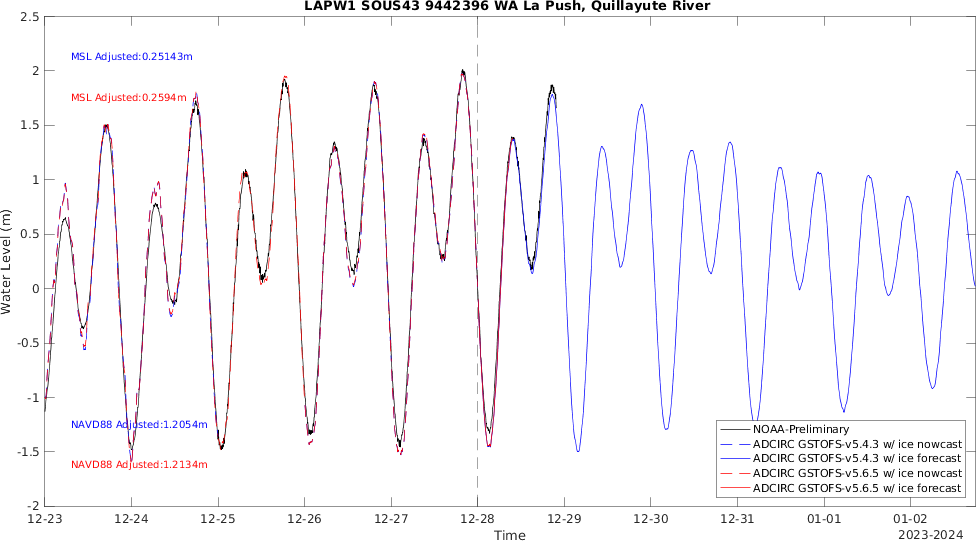 LAPW1 SOUS43 9442396 WA La Push, Quillayute River
2.5
2
1.5
1
0.5
0
-0.5
-1
-1.5
-2
Water Level (m)
MSL Adjusted:0.25143m
MSL Adjusted:0.2594m
NAVD88 Adjusted:1.2054m
NAVD88 Adjusted:1.2134m
NOAA-Preliminary
ADCIRC GSTOFS-v5.4.3 w/ ice nowcast
ADCIRC GSTOFS-v5.4.3 w/ ice forecast
ADCIRC GSTOFS-v5.6.5 w/ ice nowcast
ADCIRC GSTOFS-v5.6.5 w/ ice forecast
12-23 12-24 12-25 12-26 12-27 12-28 12-29 12-30 12-31 01-01 01-02
Time
2023-2024